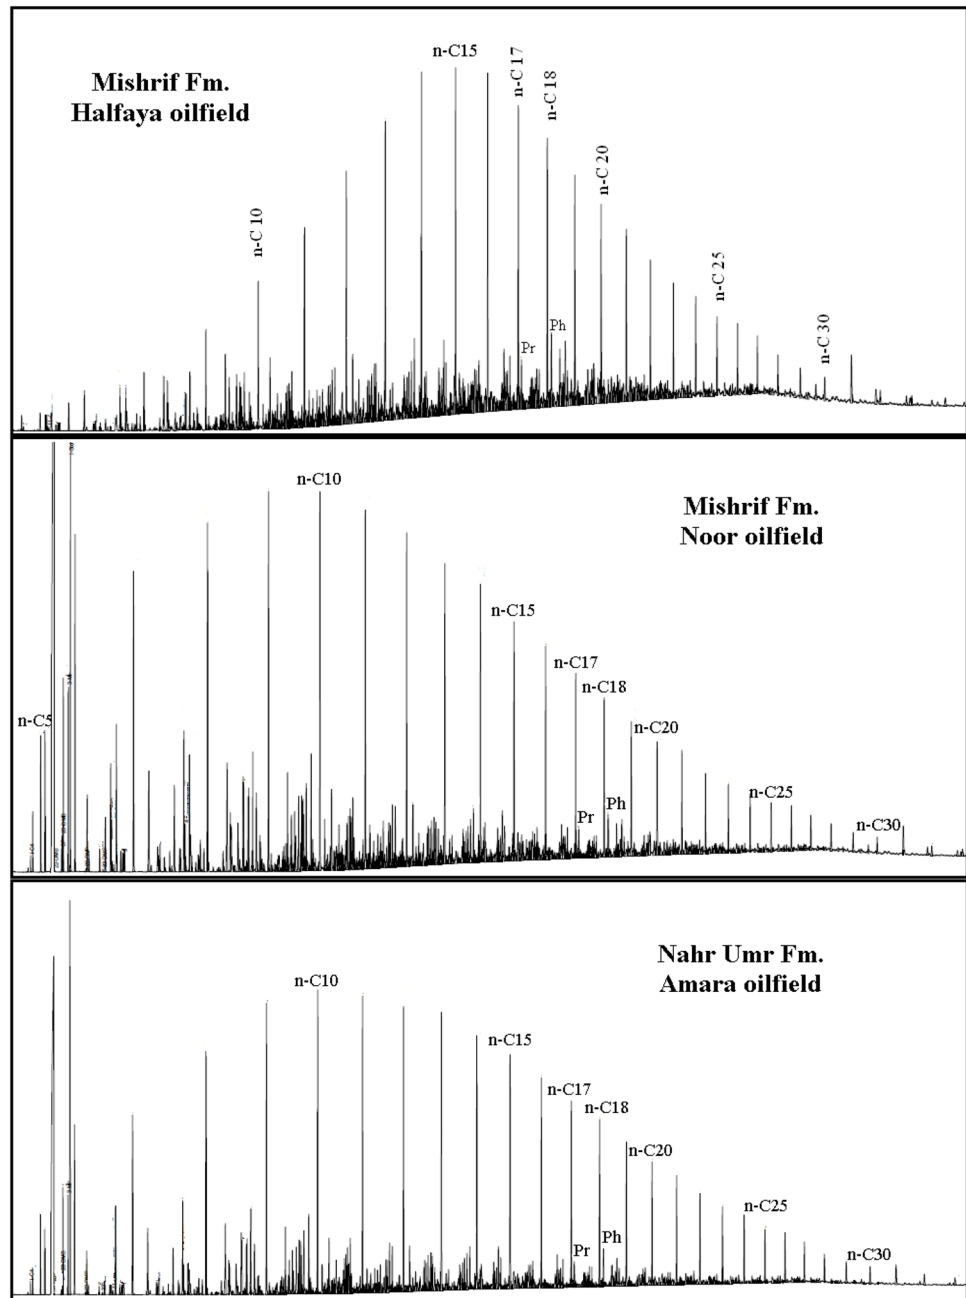 Mishrif Fm.
Halfaya oilfield
n-C 10
n-C15
n-C 17
n-C 18
n-C 20
n-C 25
n-C 30
Pr
Ph
Mishrif Fm.
Noor oilfield
n-C5
n-C10
n-C15
n-C17
n-C18
n-C20
n-C25
n-C30
Pr
Ph
Nahr Umr Fm.
Amara oilfield
n-C10
n-C15
n-C17
n-C18
n-C20
n-C25
n-C30
Pr
Ph